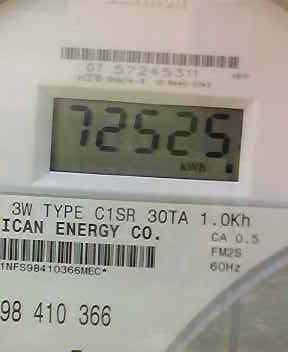 07 57245311
72525
kWh
3W TYPE C1SR 30TA 1.0Kh
ICAN ENERGY CO.
CA 0.5
FM2S
60Hz
1NFS98410366MEC*
98 410 366